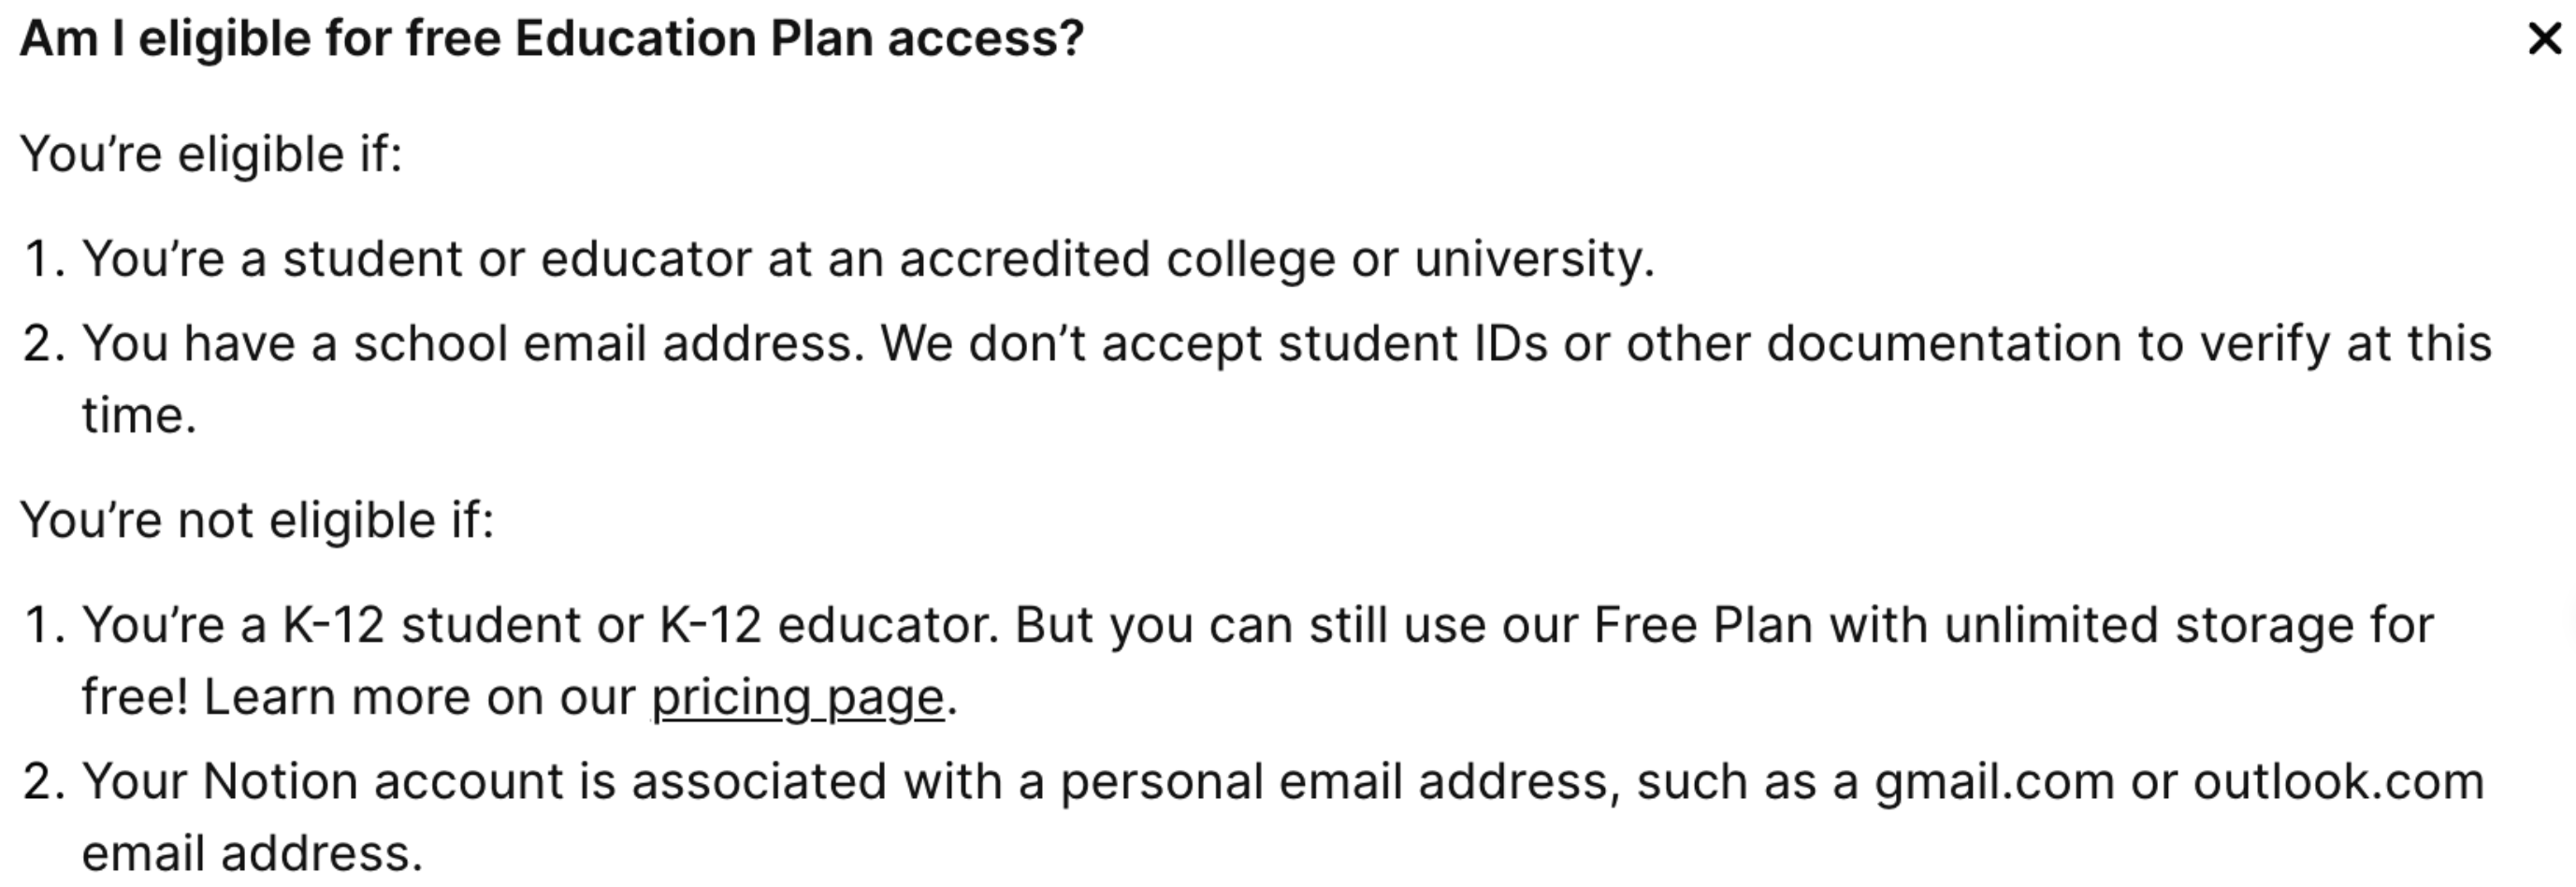 Am I eligible for free Education Plan access?
You’re eligible if:
1. You’re a student or educator at an accredited college or university.
2. You have a school email address. We don’t accept student IDs or other documentation to verify at this
time.
You’re not eligible if:
1. You’re a K-12 student or K-12 educator. But you can still use our Free Plan with unlimited storage for
free! Learn more on our pricing page.
2. Your Notion account is associated with a personal email address, such as a gmail.com or outlook.com
email address.